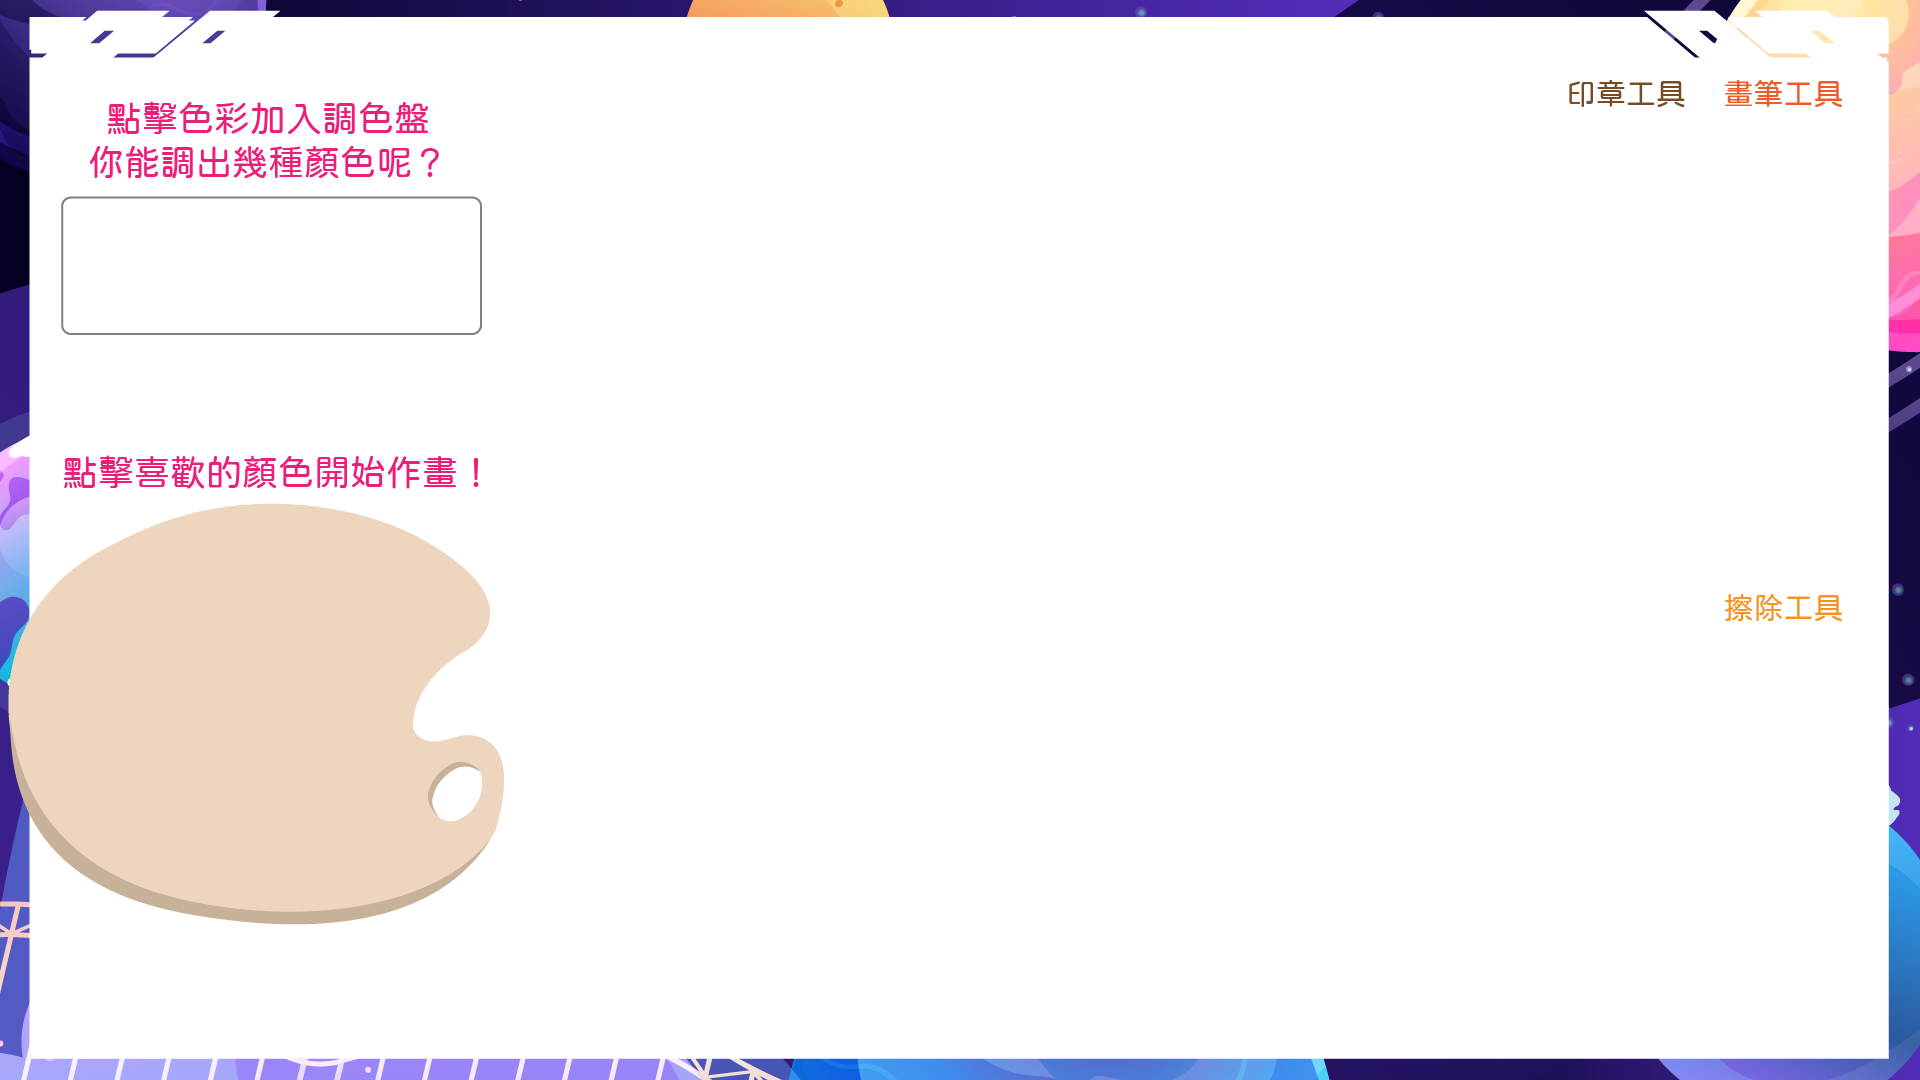 點擊色彩加入調色盤
你能調出幾種顏色呢？
點擊喜歡的顏色開始作畫！
印章工具
畫筆工具
擦除工具